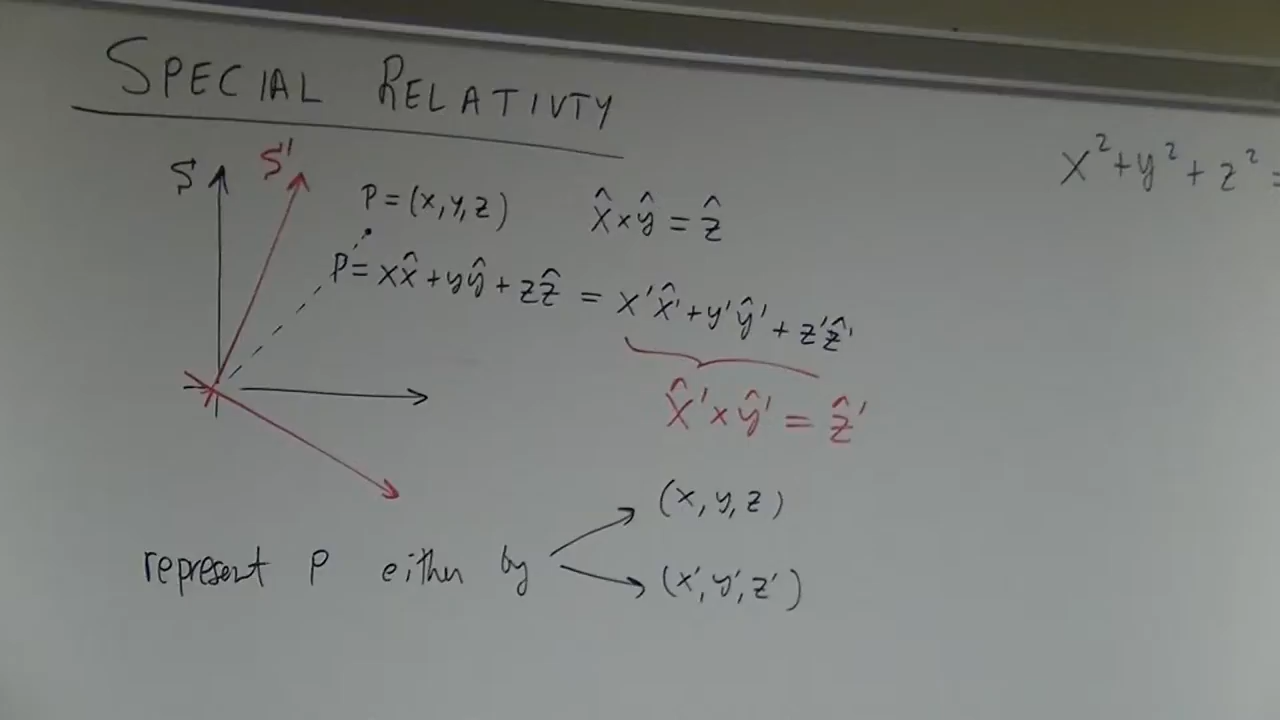 SPECIAL RELATIVTY
S S'
P = (x, y, z)
x̂ × ŷ = ẑ
P = xx̂ + yŷ + zẑ = x'x̂' + y'ŷ' + z'ẑ'
x̂' × ŷ' = ẑ'
represent P either by
(x, y, z)
(x', y', z')
x² + y² + z² =